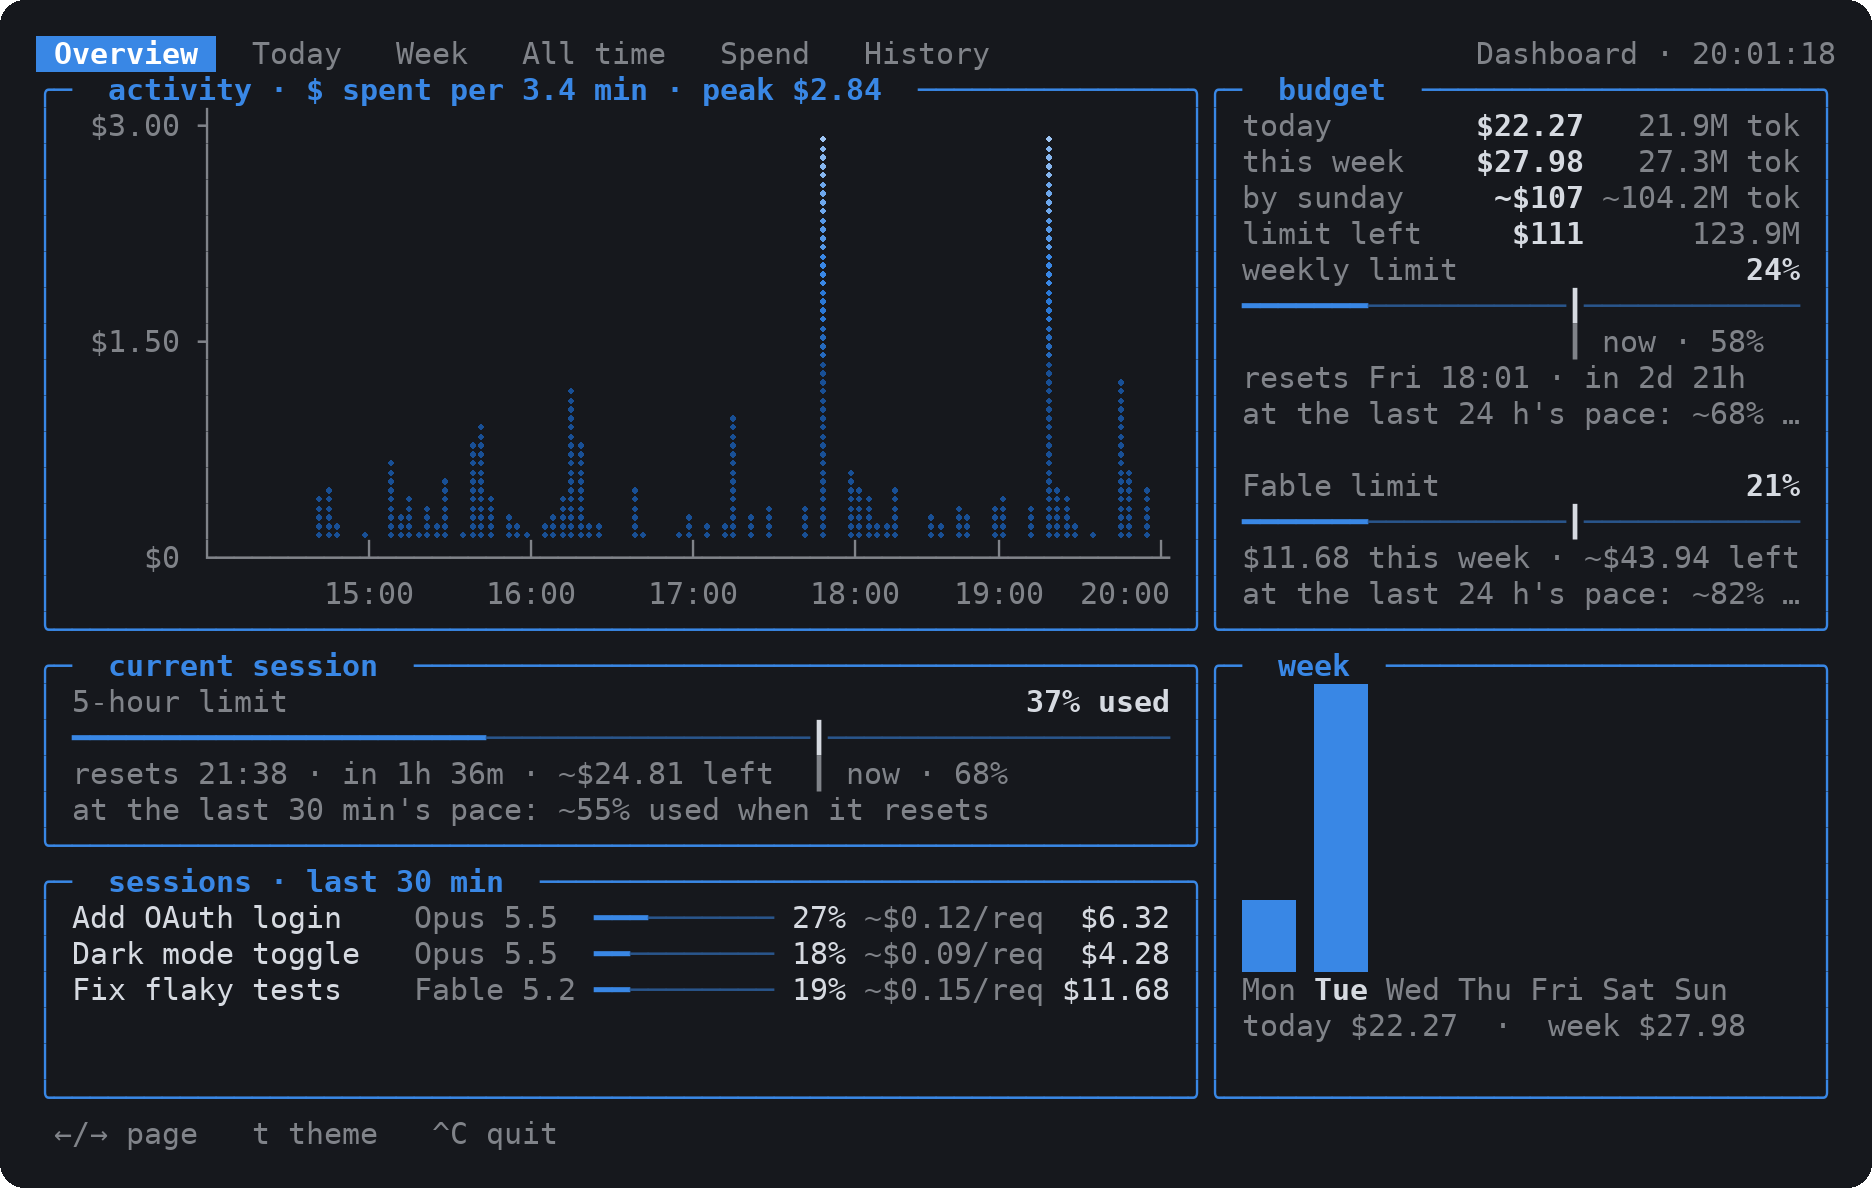 Overview Today Week All time Spend History Dashboard · 20:01:18
activity · $ spent per 3.4 min · peak $2.84
$3.00
$1.50
$0
15:00 16:00 17:00 18:00 19:00 20:00
budget
today $22.27 21.9M tok
this week $27.98 27.3M tok
by sunday ~$107 ~104.2M tok
limit left $111 123.9M
weekly limit 24%
now · 58%
resets Fri 18:01 · in 2d 21h
at the last 24 h's pace: ~68% …
Fable limit 21%
$11.68 this week · ~$43.94 left
at the last 24 h's pace: ~82% …
current session
5-hour limit 37% used
resets 21:38 · in 1h 36m · ~$24.81 left now · 68%
at the last 30 min's pace: ~55% used when it resets
sessions · last 30 min
Add OAuth login Opus 5.5 27% ~$0.12/req $6.32
Dark mode toggle Opus 5.5 18% ~$0.09/req $4.28
Fix flaky tests Fable 5.2 19% ~$0.15/req $11.68
week
Mon Tue Wed Thu Fri Sat Sun
today $22.27 · week $27.98
←/→ page t theme ^C quit